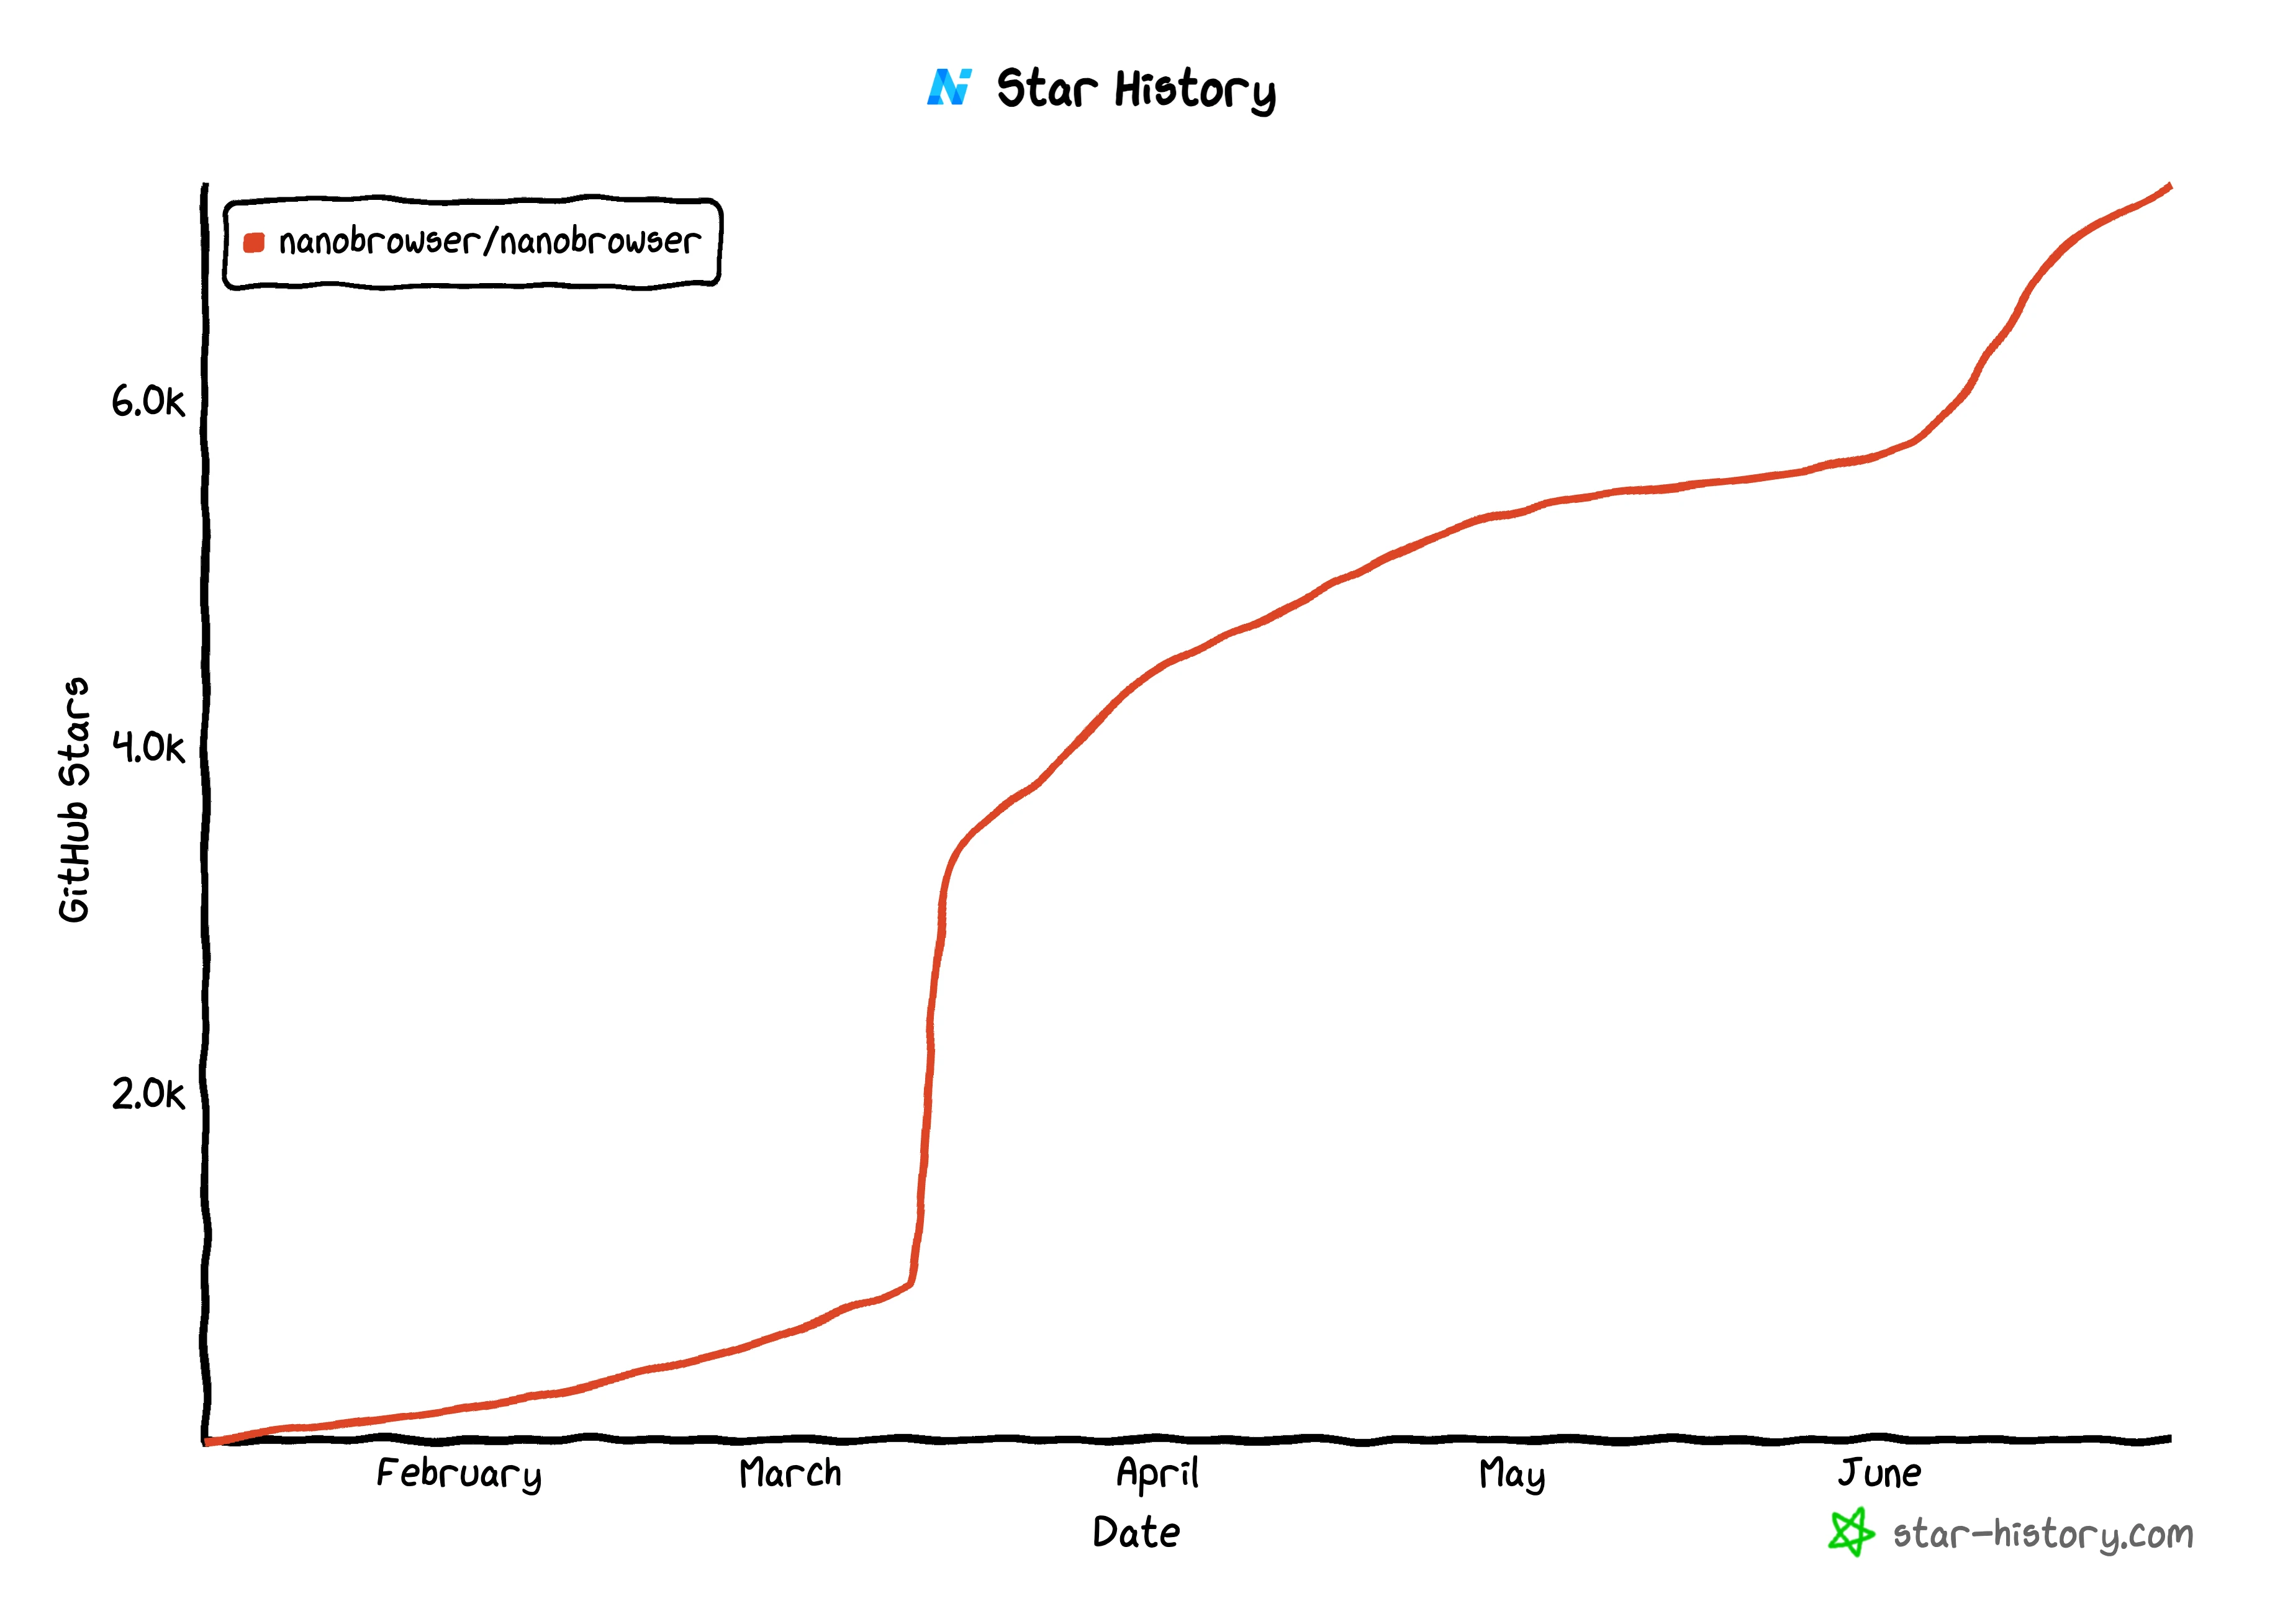 Star History
nanobrowser/nanobrowser
6.0K
4.0K
2.0K
GitHub Stars
February March April May June
Date
star-history.com